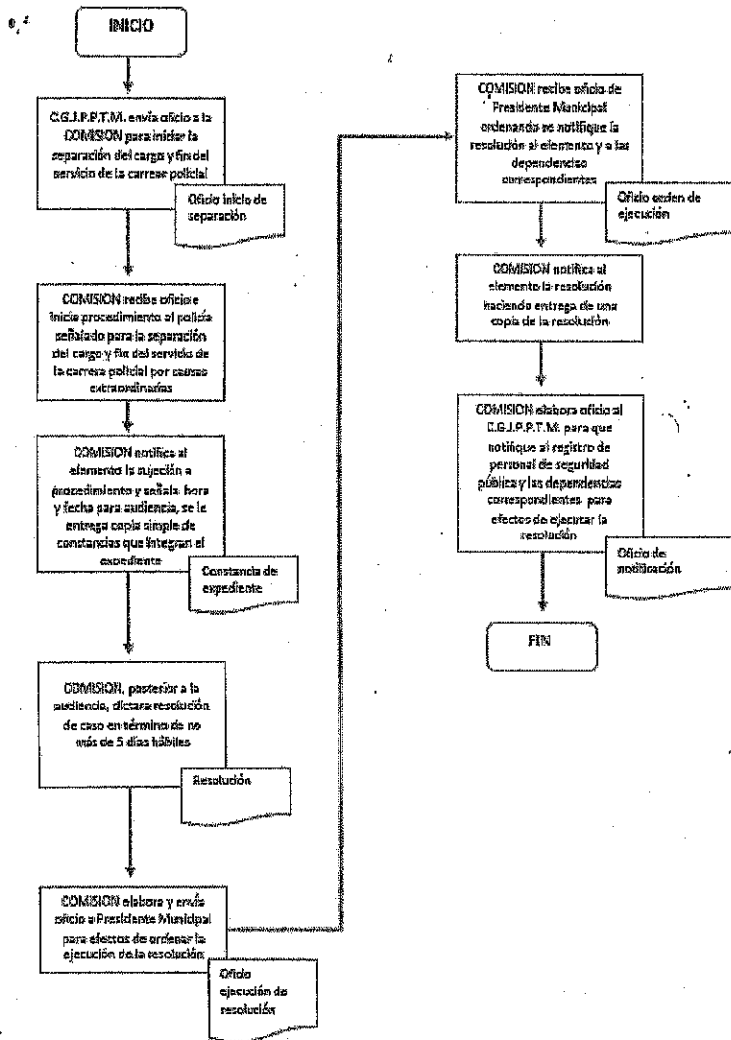 INICIO
C.G.J.P.P.T.M. envía oficio a la
COMISION para iniciar la
separación del cargo y fin del
servicio de la carrear policial
Oficio inicio de
separación
COMISION recibe oficio e
inicia procedimiento al policía
señalado para la separación
del cargo y fin del servicio de
la carrera policial por causas
extraordinarias
COMISION notifica al
elemento la sujeción a
procedimiento y señala hora
y fecha para audiencia, se le
entrega copia simple de
constancias que integran el
expediente
Constancia de
expediente
COMISION, posterior a la
audiencia, dictara resolución
de caso en término de no
más de 5 días hábiles
Resolución
COMISION elabora y envía
oficio a Presidente Municipal
para efectos de ordenar la
ejecución de la resolución
Oficio
ejecución de
resolución
COMISION recibe oficio de
Presidente Municipal
ordenando se notifique la
resolución al elemento y a las
dependencias
correspondientes
Oficio orden de
ejecución
COMISION notifica al
elemento la resolución
haciendo entrega de una
copia de la resolución
COMISION elabora oficio al
C.G.J.P.P.T.M. para que
notifique al registro de
personal de seguridad
pública y las dependencias
correspondientes para
efectos de ejecutar la
resolución
Oficio de
notificación
FIN